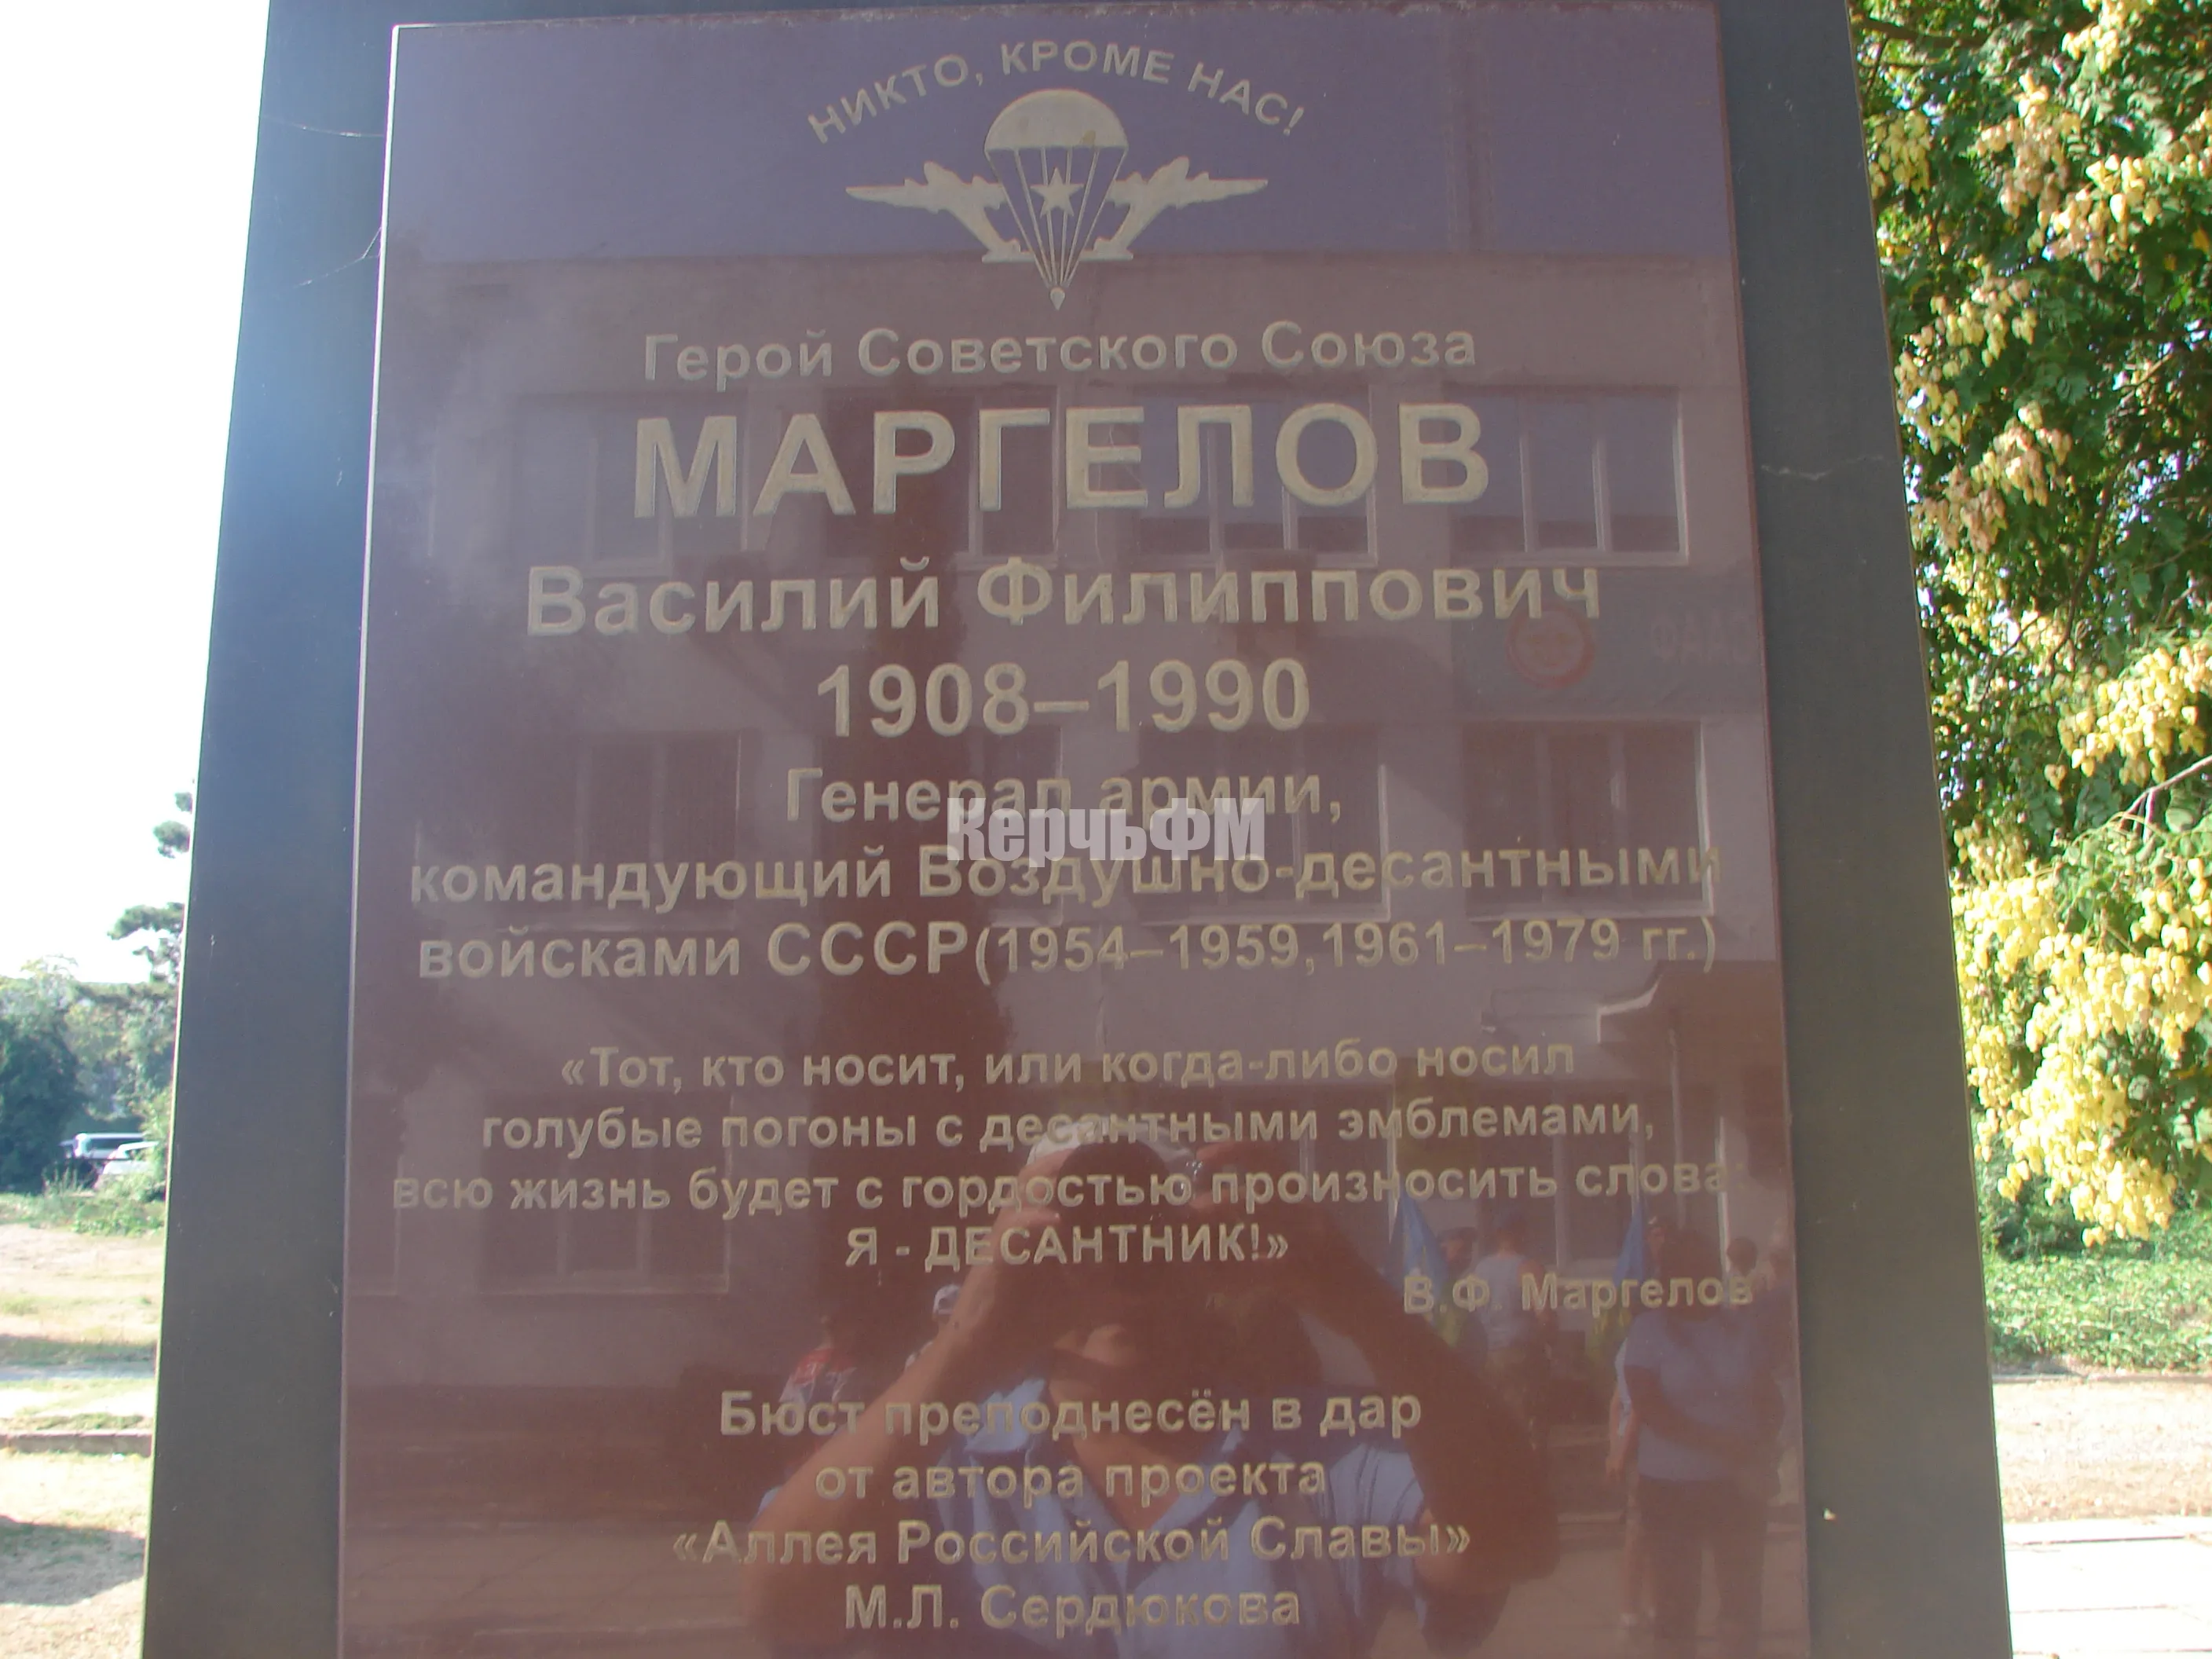 НИКТО, КРОМЕ НАС!
Герой Советского Союза
МАРГЕЛОВ
Василий Филиппович
1908–1990
Генерал армии,
КерчьФМ
командующий Воздушно-десантными
войсками СССР(1954–1959,1961–1979 гг.)
«Тот, кто носит, или когда-либо носил
голубые погоны с десантными эмблемами,
всю жизнь будет с гордостью произносить слова:
Я - ДЕСАНТНИК!»
В.Ф. Маргелов
Бюст преподнесён в дар
от автора проекта
«Аллея Российской Славы»
М.Л. Сердюкова